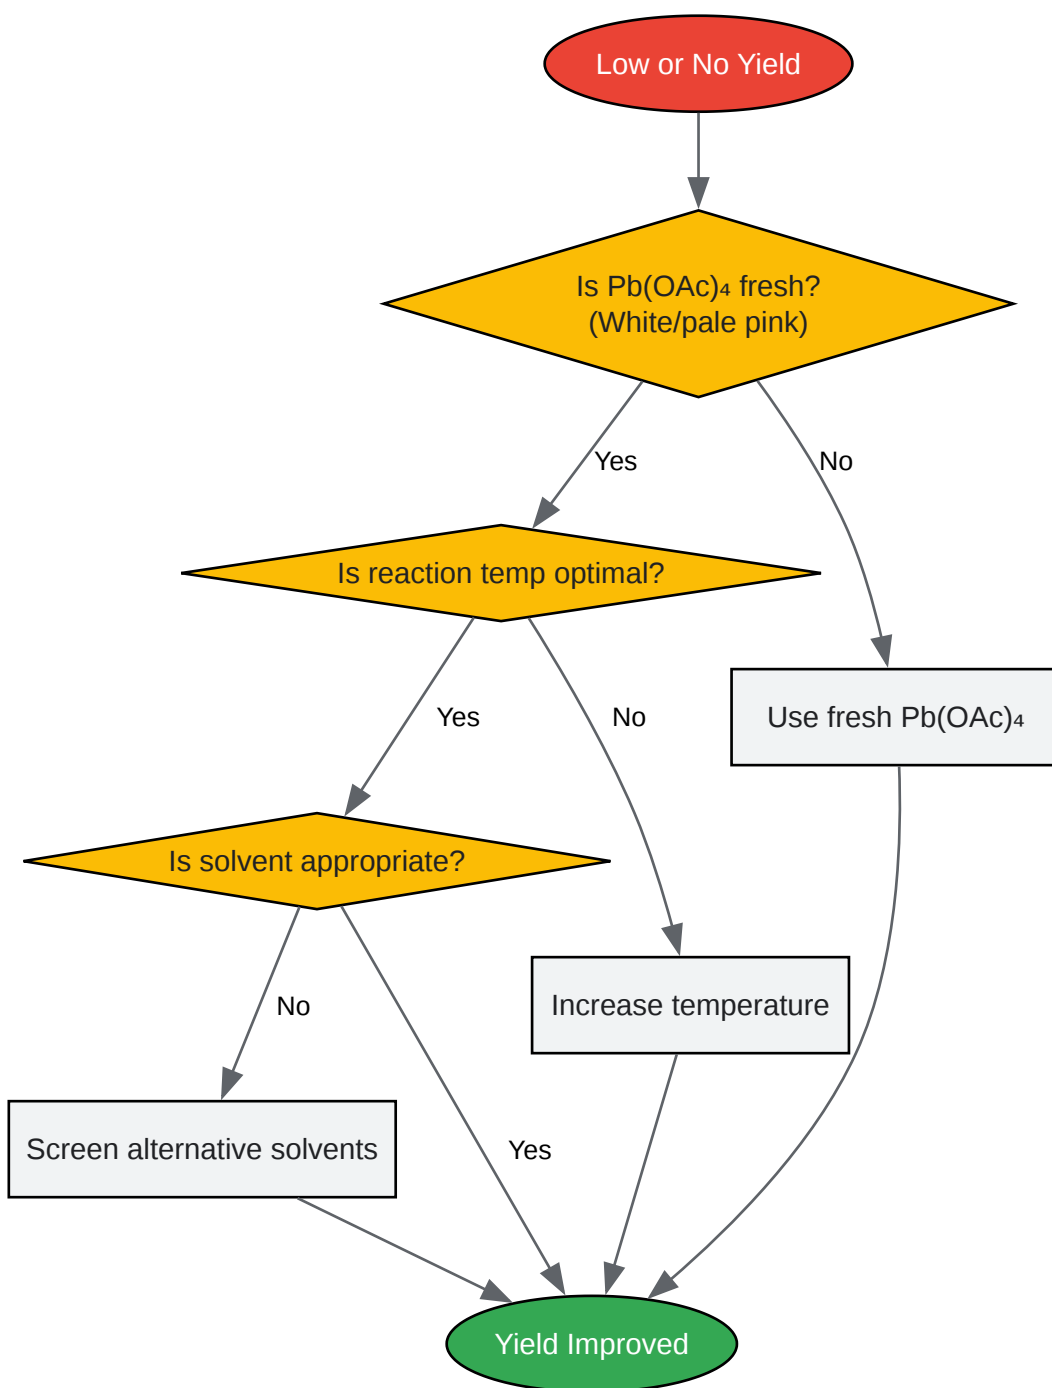 Low or No Yield
Is Pb(OAc)₄ fresh?
(White/pale pink)
Yes
No
Is reaction temp optimal?
Yes
No
Use fresh Pb(OAc)₄
Is solvent appropriate?
No
Increase temperature
Screen alternative solvents
Yes
Yield Improved